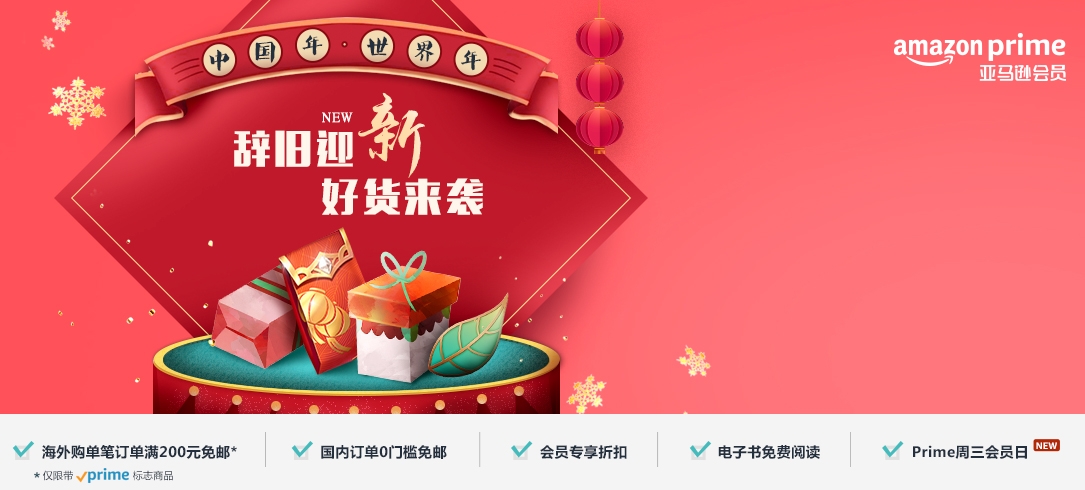 中国年·世界年
NEW
辞旧迎新
好货来袭
amazon prime
亚马逊会员
海外购单笔订单满200元免邮*
*仅限带 prime 标志商品
国内订单0门槛免邮
会员专享折扣
电子书免费阅读
Prime周三会员日 NEW